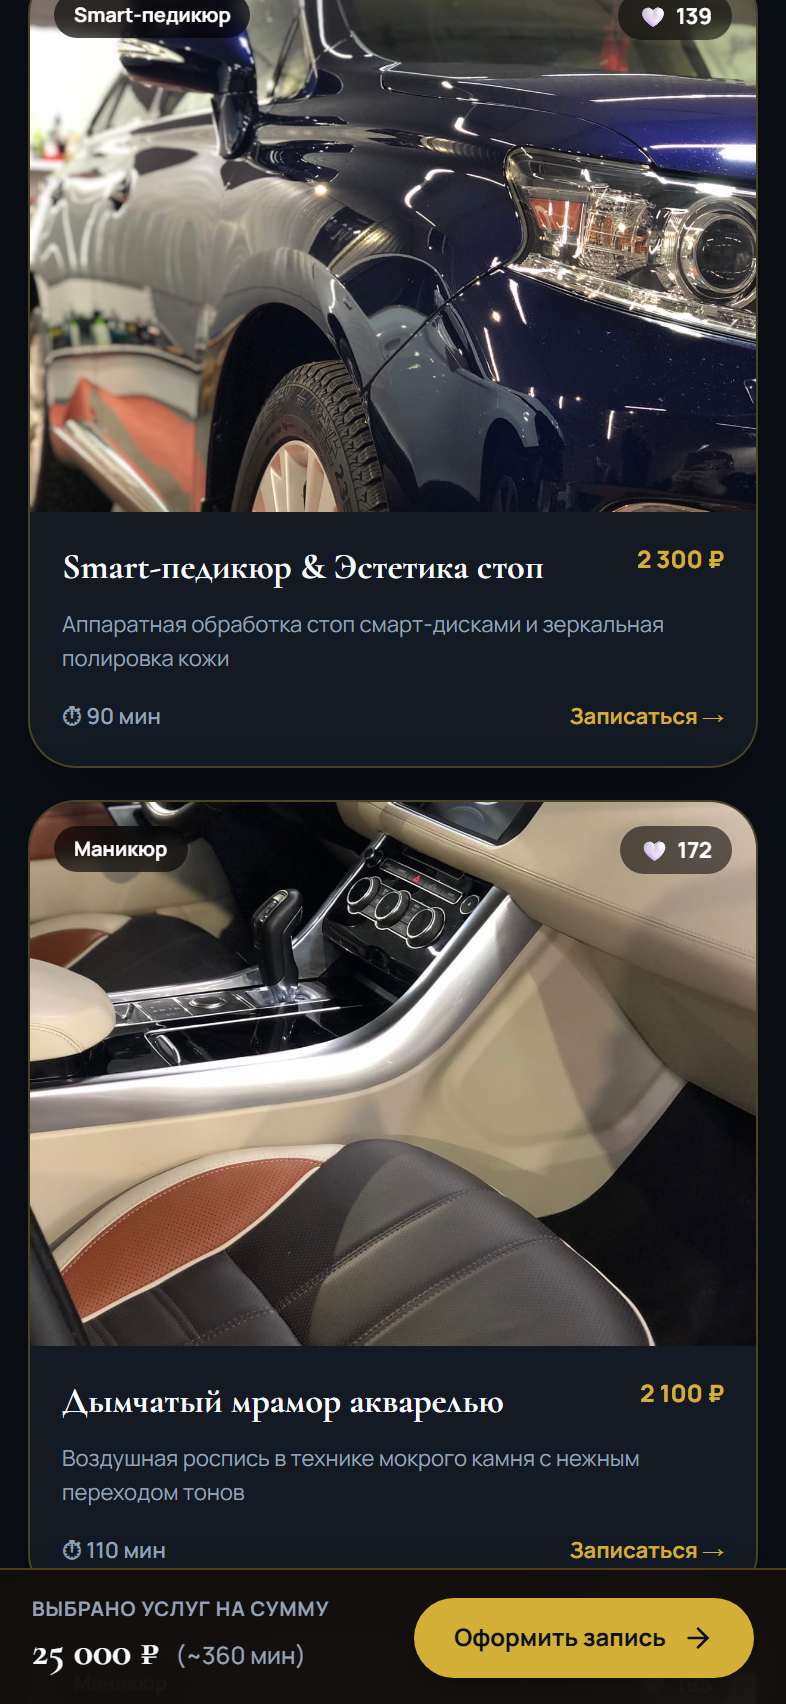 Smart-педикюр
139
Smart-педикюр & Эстетика стоп
2 300 ₽
Аппаратная обработка стоп смарт-дисками и зеркальная
полировка кожи
90 мин
Записаться →
Маникюр
172
Дымчатый мрамор акварелью
2 100 ₽
Воздушная роспись в технике мокрого камня с нежным
переходом тонов
110 мин
Записаться →
ВЫБРАНО УСЛУГ НА СУММУ
25 000 ₽ (~360 мин)
Оформить запись →
Маникюр
195